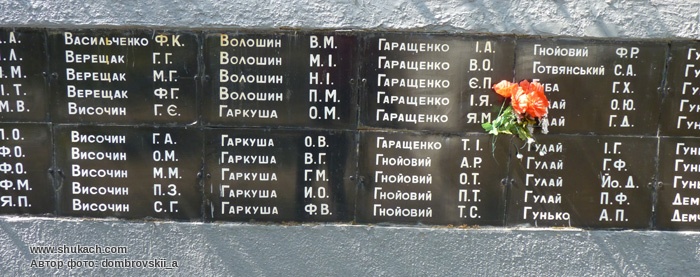 .А.
Васильченко Ф.К.
Верещак Г.Г.
Верещак М.Г.
Верещак Ф.Г.
Височин Г.Є.
Волошин В.М.
Волошин М.І.
Волошин Н.І.
Волошин П.М.
Гаркуша О.М.
Гаращенко І.А.
Гаращенко В.О.
Гаращенко Є.П.
Гаращенко І.Я.
Гаращенко Я.М.
Гнойовий Ф.Р.
Готвянський С.А.
Г.Х.
О.Ю.
Г.Д.
М.В.
П.О.
Ф.О.
Ф.О.
Ф.М.
Я.П.
Височин Г.А.
Височин О.М.
Височин М.М.
Височин П.З.
Височин С.Г.
Гаркуша О.В.
Гаркуша В.Г.
Гаркуша Г.М.
Гаркуша И.О.
Гаркуша Ф.В.
Гаращенко Т.І.
Гнойовий А.Р.
Гнойовий О.Т.
Гнойовий П.Т.
Гнойовий Т.С.
Гулай І.Г.
Гулай Г.Ф.
Гулай Йо.Д.
Гулай П.Ф.
Гунько А.П.
www.shukach.com
Автор фото: dombrovskii_a